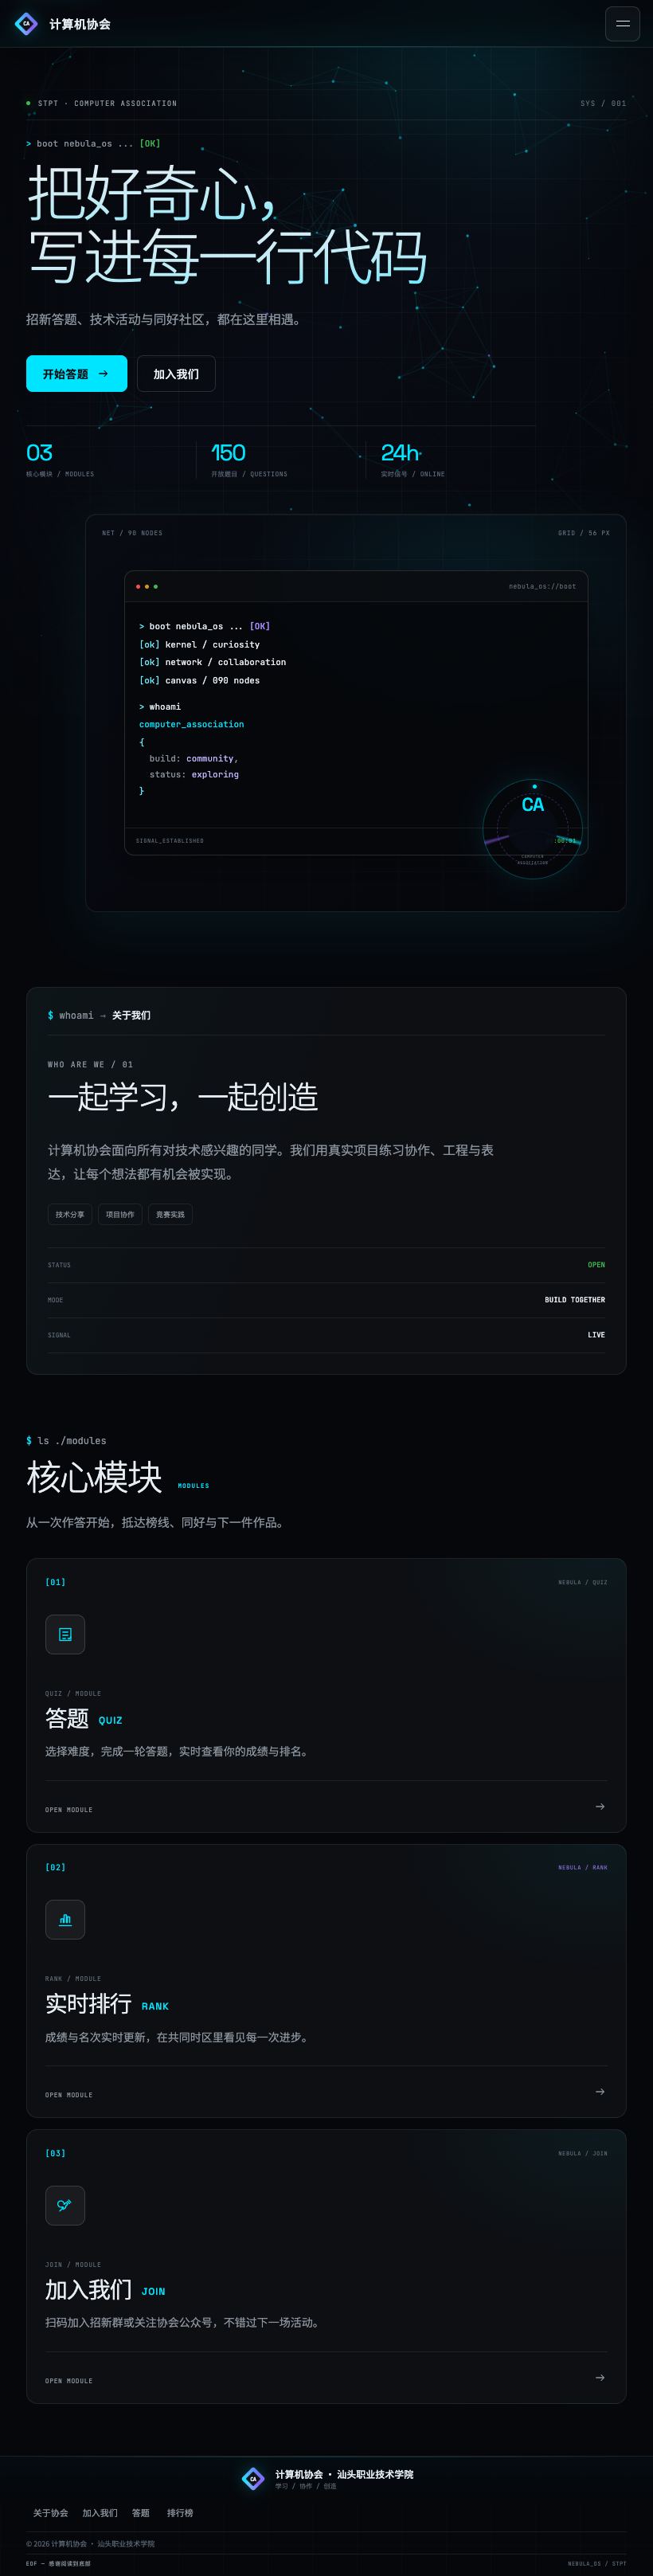 CA 计算机协会
STPT · COMPUTER ASSOCIATION
SYS / 001
> boot nebula_os ... [OK]
把好奇心，
写进每一行代码
招新答题、技术活动与同好社区，都在这里相遇。
开始答题 →
加入我们
03
核心模块 / MODULES
150
开放题目 / QUESTIONS
24h
实时信号 / ONLINE
NET / 90 NODES
GRID / 56 PX
nebula_os://boot
> boot nebula_os ... [OK]
[ok] kernel / curiosity
[ok] network / collaboration
[ok] canvas / 090 nodes
> whoami
computer_association
{
build: community,
status: exploring
}
CA
COMPUTER
ASSOCIATION
SIGNAL_ESTABLISHED
:00:01
$ whoami → 关于我们
WHO ARE WE / 01
一起学习，一起创造
计算机协会面向所有对技术感兴趣的同学。我们用真实项目练习协作、工程与表
达，让每个想法都有机会被实现。
技术分享
项目协作
竞赛实践
STATUS
OPEN
MODE
BUILD TOGETHER
SIGNAL
LIVE
$ ls ./modules
核心模块 MODULES
从一次作答开始，抵达榜线、同好与下一件作品。
[01]
NEBULA / QUIZ
QUIZ / MODULE
答题 QUIZ
选择难度，完成一轮答题，实时查看你的成绩与排名。
OPEN MODULE →
[02]
NEBULA / RANK
RANK / MODULE
实时排行 RANK
成绩与名次实时更新，在共同时区里看见每一次进步。
OPEN MODULE →
[03]
NEBULA / JOIN
JOIN / MODULE
加入我们 JOIN
扫码加入招新群或关注协会公众号，不错过下一场活动。
OPEN MODULE →
CA 计算机协会 · 汕头职业技术学院
学习 / 协作 / 创造
关于协会 加入我们 答题 排行榜
© 2026 计算机协会 · 汕头职业技术学院
EOF — 感谢阅读到底部
NEBULA_OS / STPT